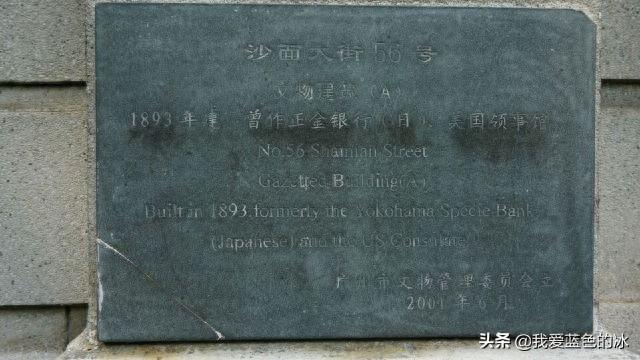 沙面大街56号
文物建筑(A)
1893年建 曾作正金银行(日)、美国领事馆
No.56 Shamian Street
Gazetted Building(A)
Built in 1893,formerly the Yokohama Specie Bank
(Japanese) and the US Consulate
广州市文物管理委员会立
2001年6月
头条 @我爱蓝色的冰